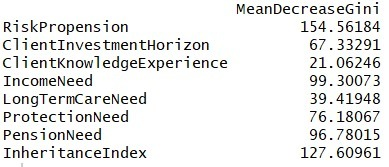 MeanDecreaseGini
RiskPropension 154.56184
ClientInvestmentHorizon 67.33291
ClientKnowledgeExperience 21.06246
IncomeNeed 99.30073
LongTermCareNeed 39.41948
ProtectionNeed 76.18067
PensionNeed 96.78015
InheritanceIndex 127.60961